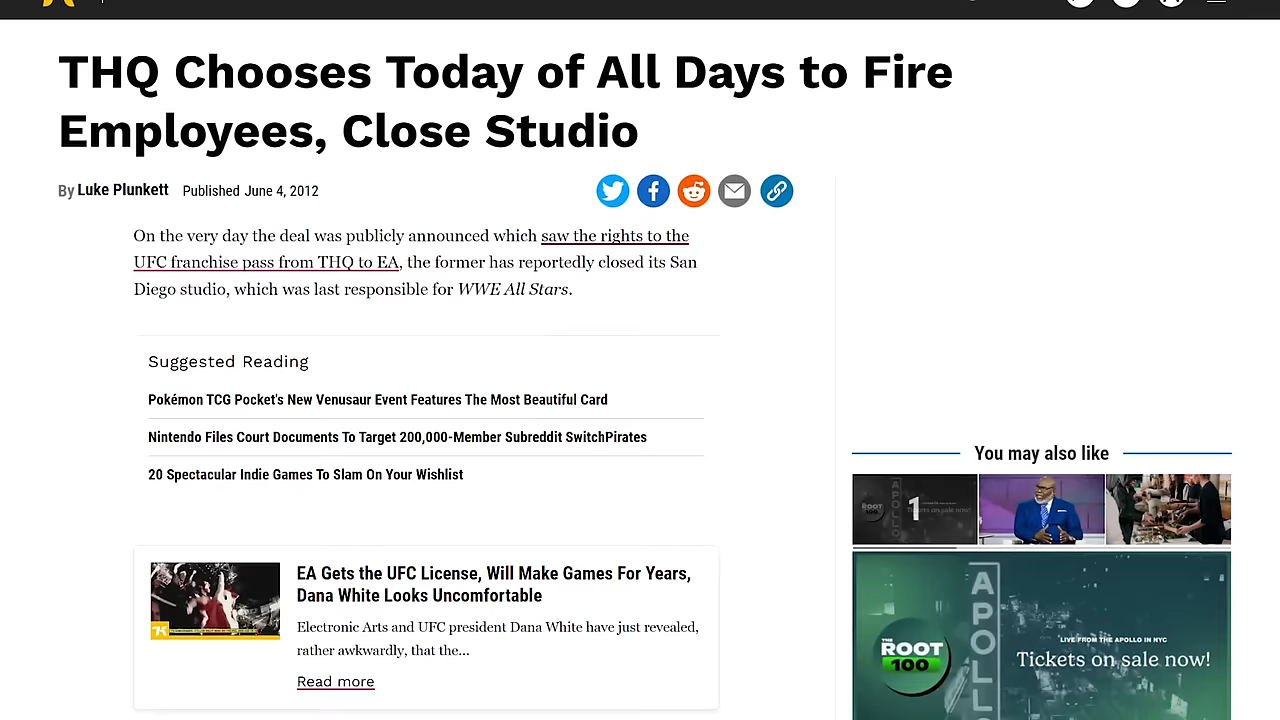 THQ Chooses Today of All Days to Fire
Employees, Close Studio
By Luke Plunkett Published June 4, 2012
On the very day the deal was publicly announced which saw the rights to the
UFC franchise pass from THQ to EA, the former has reportedly closed its San
Diego studio, which was last responsible for WWE All Stars.
Suggested Reading
Pokémon TCG Pocket's New Venusaur Event Features The Most Beautiful Card
Nintendo Files Court Documents To Target 200,000-Member Subreddit SwitchPirates
20 Spectacular Indie Games To Slam On Your Wishlist
EA Gets the UFC License, Will Make Games For Years,
Dana White Looks Uncomfortable
Electronic Arts and UFC president Dana White have just revealed,
rather awkwardly, that the...
Read more
You may also like
ROOT
100
1
Tickets on sale now!
APOLLO
LIVE FROM THE APOLLO IN NYC
THE
ROOT
100
Tickets on sale now!